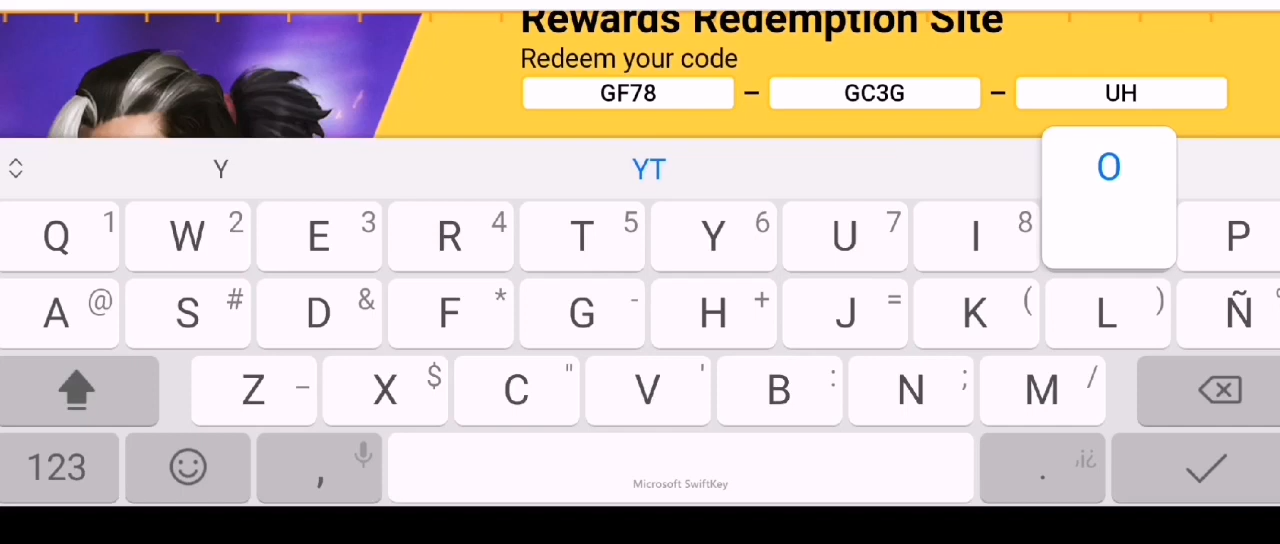 Rewards Redemption Site
Redeem your code
GF78 – GC3G – UH
Y YT O
Q 1 W 2 E 3 R 4 T 5 Y 6 U 7 I 8 P
A @ S # D & F * G - H + J = K ( L ) Ñ
Z _ X $ C " V ' B : N ; M /
123 , . ,¡¿
Microsoft SwiftKey